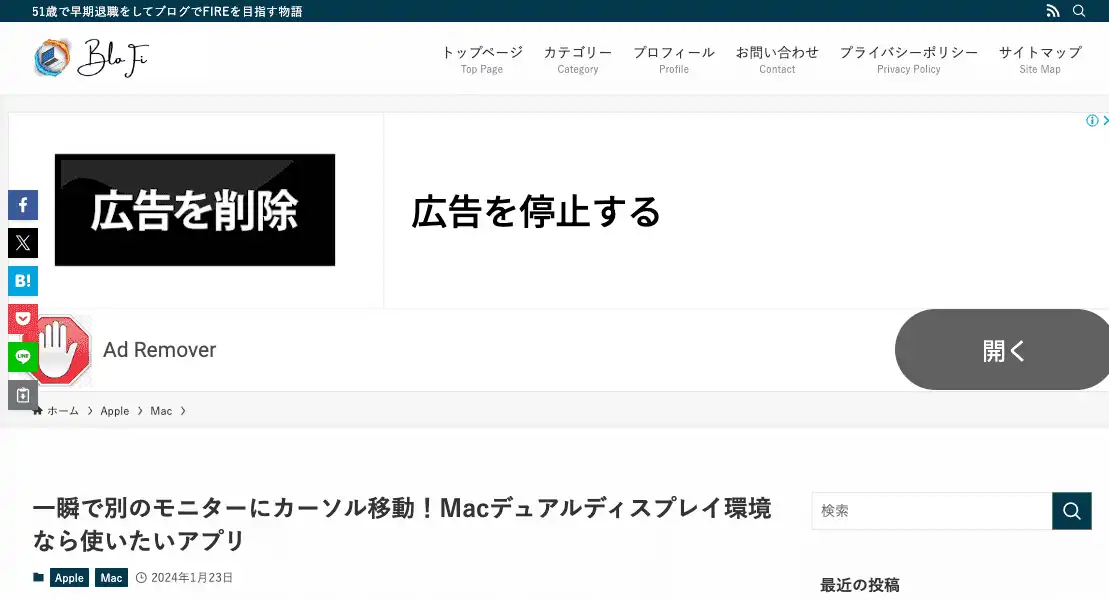 51歳で早期退職をしてブログでFIREを目指す物語
BloFi
トップページ
Top Page
カテゴリー
Category
プロフィール
Profile
お問い合わせ
Contact
プライバシーポリシー
Privacy Policy
サイトマップ
Site Map
広告を削除
広告を停止する
B!
LINE
Ad Remover
開く
ホーム Apple Mac
一瞬で別のモニターにカーソル移動！Macデュアルディスプレイ環境
なら使いたいアプリ
Apple Mac 2024年1月23日
検索
最近の投稿